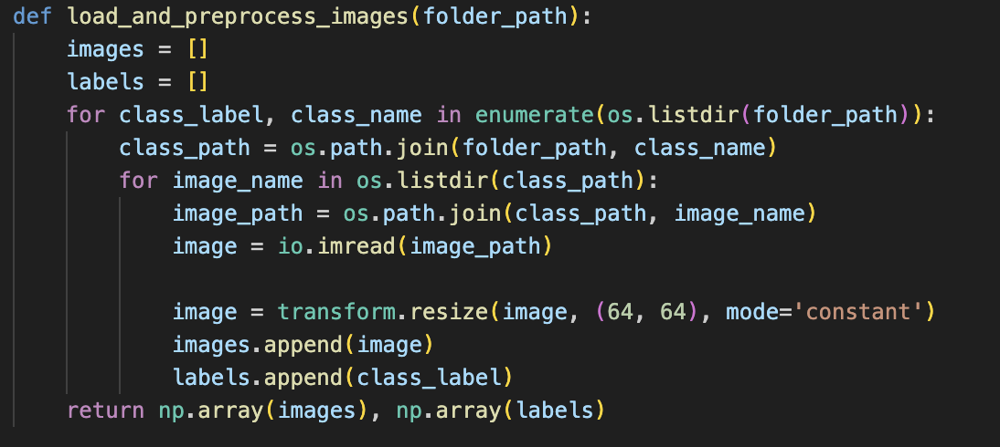 def load_and_preprocess_images(folder_path):
    images = []
    labels = []
    for class_label, class_name in enumerate(os.listdir(folder_path)):
        class_path = os.path.join(folder_path, class_name)
        for image_name in os.listdir(class_path):
            image_path = os.path.join(class_path, image_name)
            image = io.imread(image_path)

            image = transform.resize(image, (64, 64), mode='constant')
            images.append(image)
            labels.append(class_label)
    return np.array(images), np.array(labels)